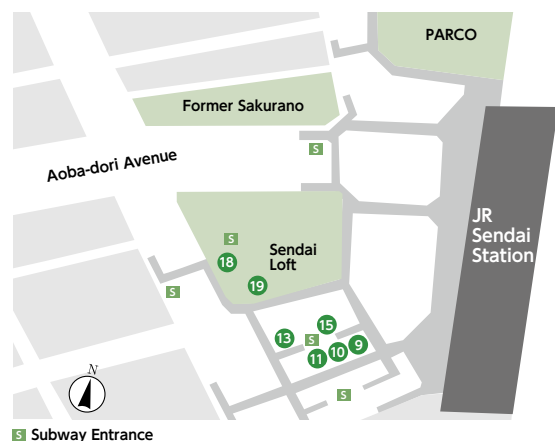 PARCO
Former Sakurano
S
Aoba-dori Avenue
JR
Sendai
Station
S
Sendai
Loft
18
19
S
15
13
S
9
10
11
N
S
S Subway Entrance